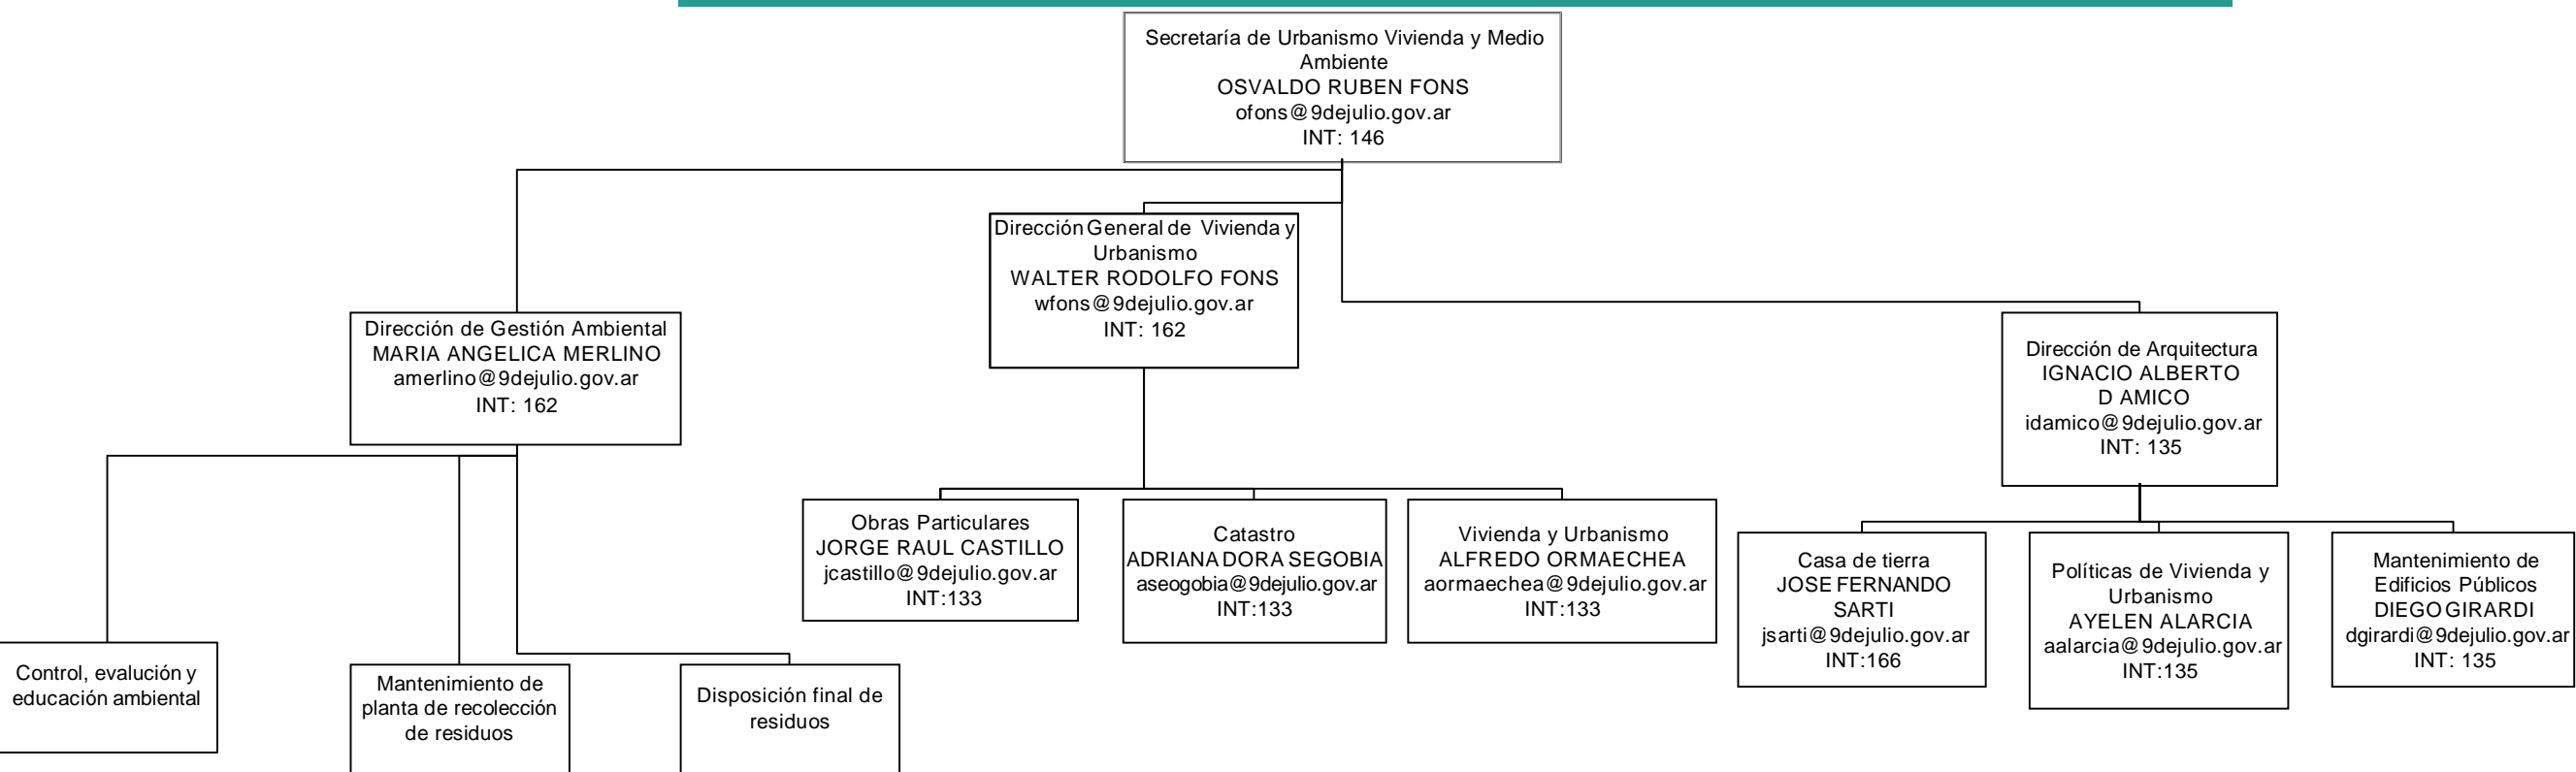 Secretaría de Urbanismo Vivienda y Medio
Ambiente
OSVALDO RUBEN FONS
ofons@9dejulio.gov.ar
INT: 146
Dirección General de Vivienda y
Urbanismo
WALTER RODOLFO FONS
wfons@9dejulio.gov.ar
INT: 162
Dirección de Gestión Ambiental
MARIA ANGELICA MERLINO
amerlino@9dejulio.gov.ar
INT: 162
Dirección de Arquitectura
IGNACIO ALBERTO
D AMICO
idamico@9dejulio.gov.ar
INT: 135
Obras Particulares
JORGE RAUL CASTILLO
jcastillo@9dejulio.gov.ar
INT:133
Catastro
ADRIANA DORA SEGOBIA
aseogobia@9dejulio.gov.ar
INT:133
Vivienda y Urbanismo
ALFREDO ORMAECHEA
aormaechea@9dejulio.gov.ar
INT:133
Casa de tierra
JOSE FERNANDO
SARTI
jsarti@9dejulio.gov.ar
INT:166
Políticas de Vivienda y
Urbanismo
AYELEN ALARCIA
aalarcia@9dejulio.gov.ar
INT:135
Mantenimiento de
Edificios Públicos
DIEGO GIRARDI
dgirardi@9dejulio.gov.ar
INT: 135
Control, evalución y
educación ambiental
Mantenimiento de
planta de recolección
de residuos
Disposición final de
residuos